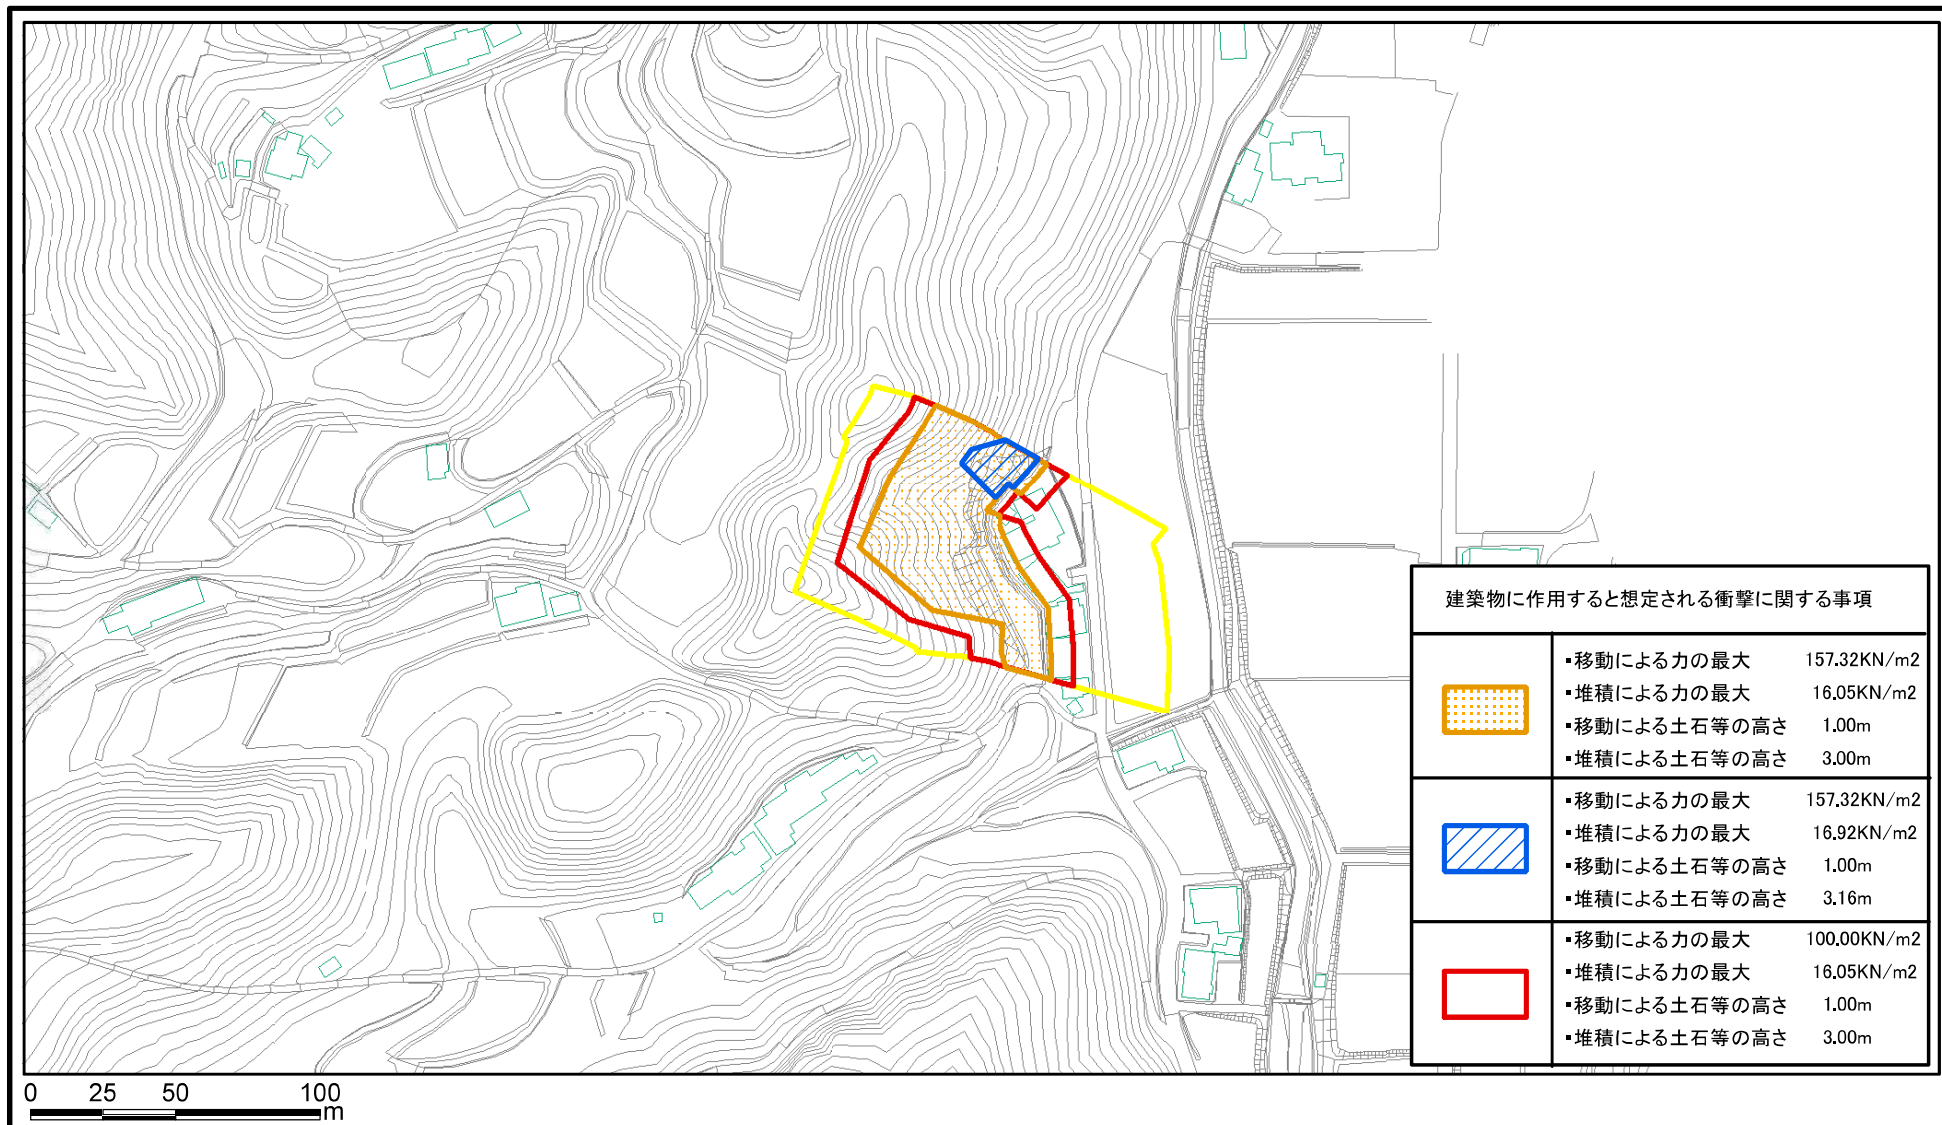 建築物に作用すると想定される衝撃に関する事項
▪移動による力の最大 157.32KN/m2
▪堆積による力の最大 16.05KN/m2
▪移動による土石等の高さ 1.00m
▪堆積による土石等の高さ 3.00m
▪移動による力の最大 157.32KN/m2
▪堆積による力の最大 16.92KN/m2
▪移動による土石等の高さ 1.00m
▪堆積による土石等の高さ 3.16m
▪移動による力の最大 100.00KN/m2
▪堆積による力の最大 16.05KN/m2
▪移動による土石等の高さ 1.00m
▪堆積による土石等の高さ 3.00m
0 25 50 100
m